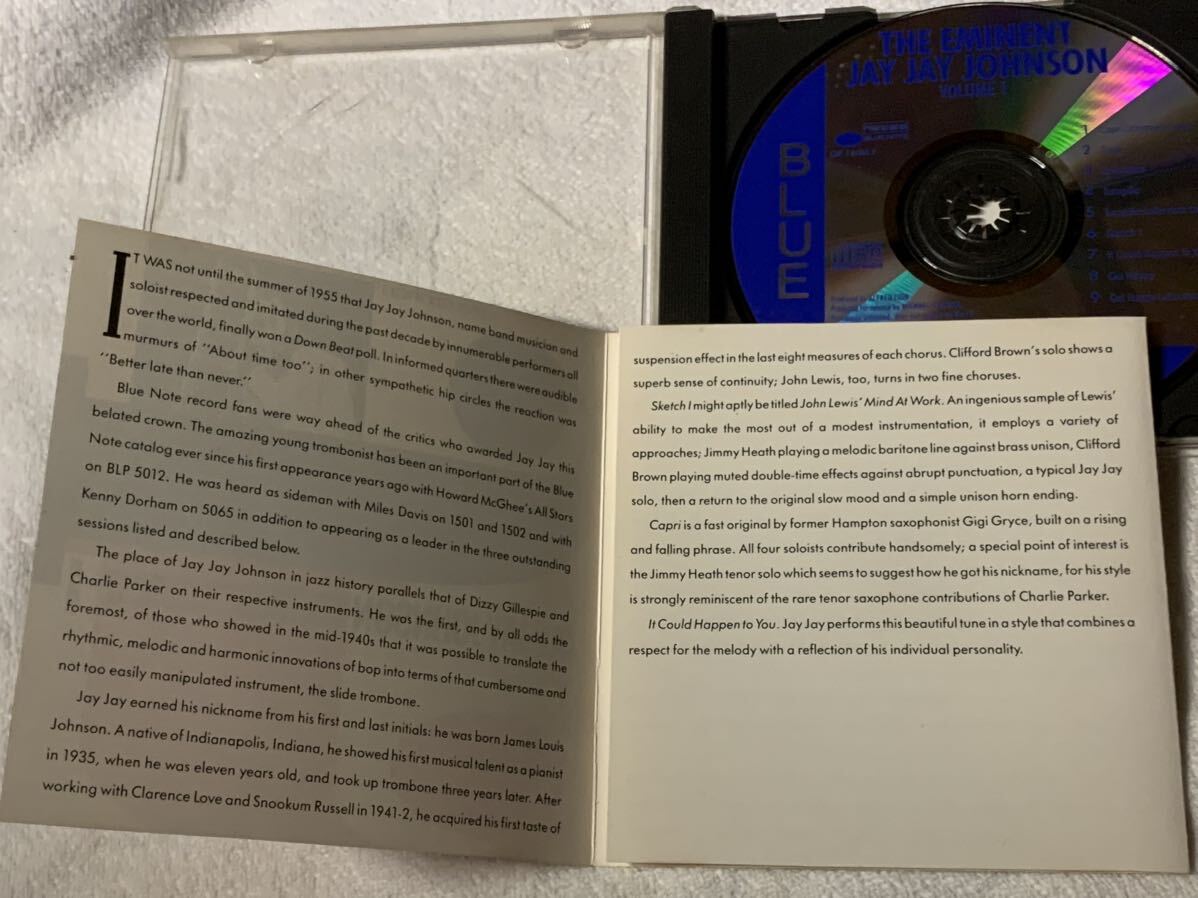 THE EMINENT
JAY JAY JOHNSON
VOLUME 1
BLUE
1
2
5
6 Sketch 1
7 It Could Happen To
8 Get Happy
9
IT WAS not until the summer of 1955 that Jay Jay Johnson, name band musician and
soloist respected and imitated during the past decade by innumerable performers all
over the world, finally won a Down Beat poll. In informed quarters there were audible
murmurs of "About time too"; in other sympathetic hip circles the reaction was
"Better late than never."
Blue Note record fans were way ahead of the critics who awarded Jay Jay this
belated crown. The amazing young trombonist has been an important part of the Blue
Note catalog ever since his first appearance years ago with Howard McGhee's All Stars
on BLP 5012. He was heard as sideman with Miles Davis on 1501 and 1502 and with
Kenny Dorham on 5065 in addition to appearing as a leader in the three outstanding
sessions listed and described below.
The place of Jay Jay Johnson in jazz history parallels that of Dizzy Gillespie and
Charlie Parker on their respective instruments. He was the first, and by all odds the
foremost, of those who showed in the mid-1940s that it was possible to translate the
rhythmic, melodic and harmonic innovations of bop into terms of that cumbersome and
not too easily manipulated instrument, the slide trombone.
Jay Jay earned his nickname from his first and last initials: he was born James Louis
Johnson. A native of Indianapolis, Indiana, he showed his first musical talent as a pianist
in 1935, when he was eleven years old, and took up trombone three years later. After
working with Clarence Love and Snookum Russell in 1941-2, he acquired his first taste of
suspension effect in the last eight measures of each chorus. Clifford Brown's solo shows a
superb sense of continuity; John Lewis, too, turns in two fine choruses.
Sketch I might aptly be titled John Lewis' Mind At Work. An ingenious sample of Lewis'
ability to make the most out of a modest instrumentation, it employs a variety of
approaches; Jimmy Heath playing a melodic baritone line against brass unison, Clifford
Brown playing muted double-time effects against abrupt punctuation, a typical Jay Jay
solo, then a return to the original slow mood and a simple unison horn ending.
Capri is a fast original by former Hampton saxophonist Gigi Gryce, built on a rising
and falling phrase. All four soloists contribute handsomely; a special point of interest is
the Jimmy Heath tenor solo which seems to suggest how he got his nickname, for his style
is strongly reminiscent of the rare tenor saxophone contributions of Charlie Parker.
It Could Happen to You. Jay Jay performs this beautiful tune in a style that combines a
respect for the melody with a reflection of his individual personality.